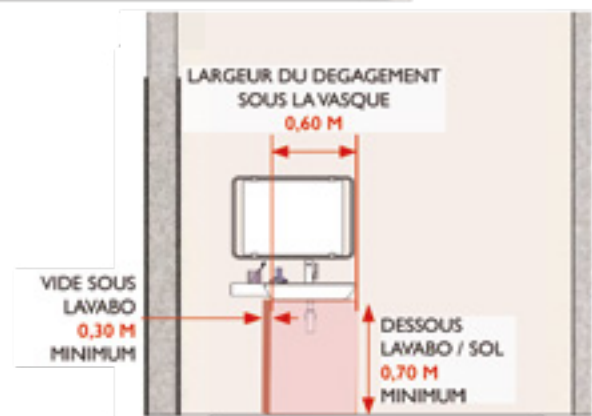 LARGEUR DU DEGAGEMENT
SOUS LA VASQUE
0,60 M
VIDE SOUS
LAVABO
0,30 M
MINIMUM
DESSOUS
LAVABO / SOL
0,70 M
MINIMUM